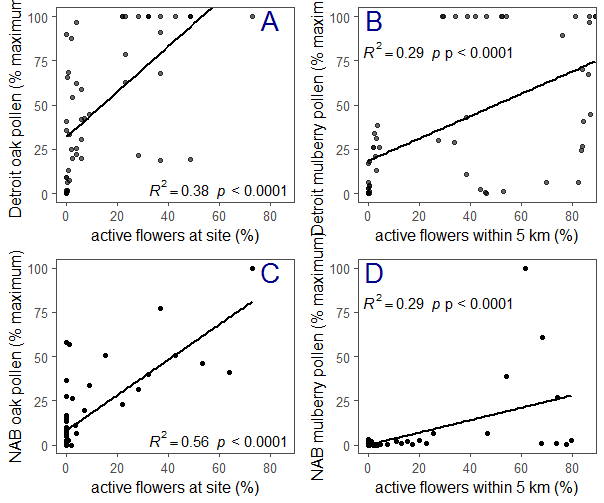 A
Detroit oak pollen (% maximum)
100
75
50
25
0
R² = 0.38 p < 0.0001
0 20 40 60 80
active flowers at site (%)
B
Detroit mulberry pollen (% maximum)
100
75
50
25
0
R² = 0.29 p p < 0.0001
0 20 40 60 80
active flowers within 5 km (%)
C
NAB oak pollen (% maximum)
100
75
50
25
0
R² = 0.56 p < 0.0001
0 20 40 60 80
active flowers at site (%)
D
NAB mulberry pollen (% maximum)
100
75
50
25
0
R² = 0.29 p p < 0.0001
0 20 40 60 80
active flowers within 5 km (%)